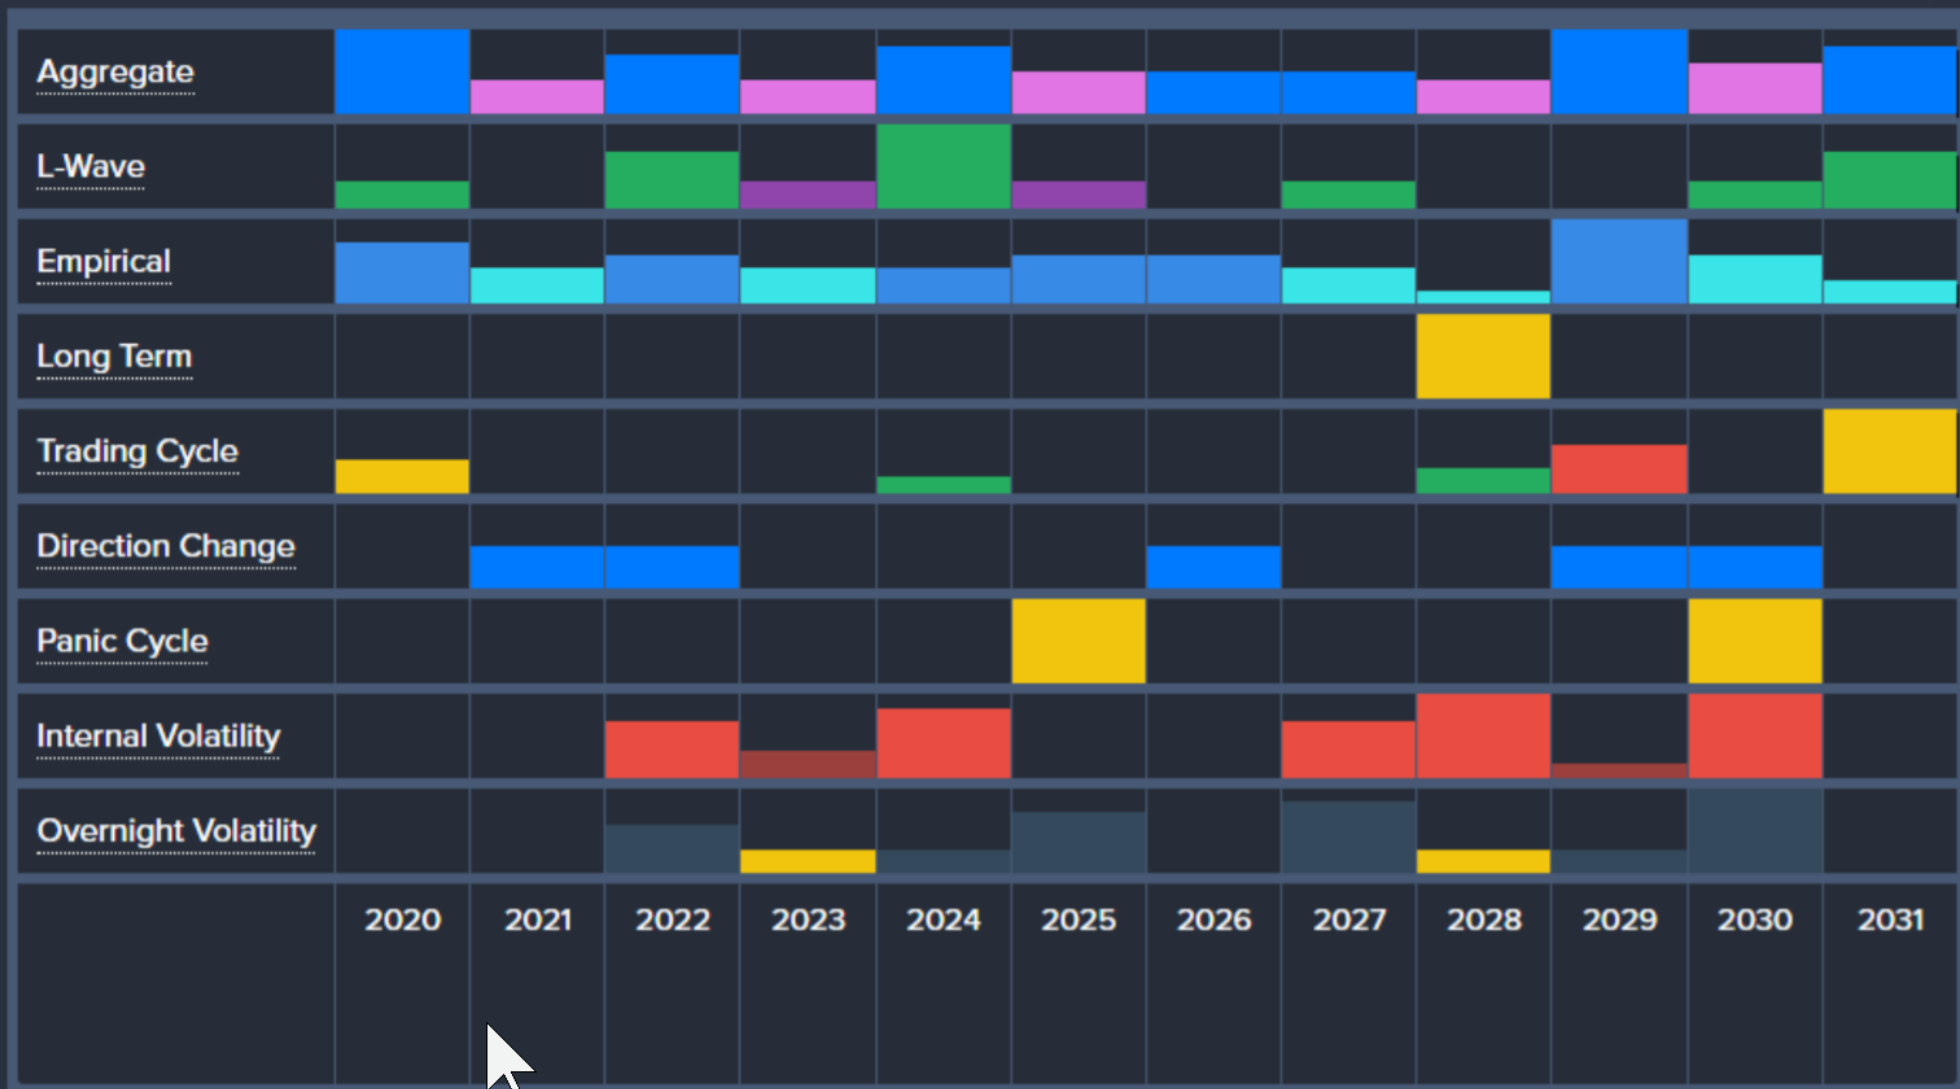 Aggregate
L-Wave
Empirical
Long Term
Trading Cycle
Direction Change
Panic Cycle
Internal Volatility
Overnight Volatility
2020 2021 2022 2023 2024 2025 2026 2027 2028 2029 2030 2031